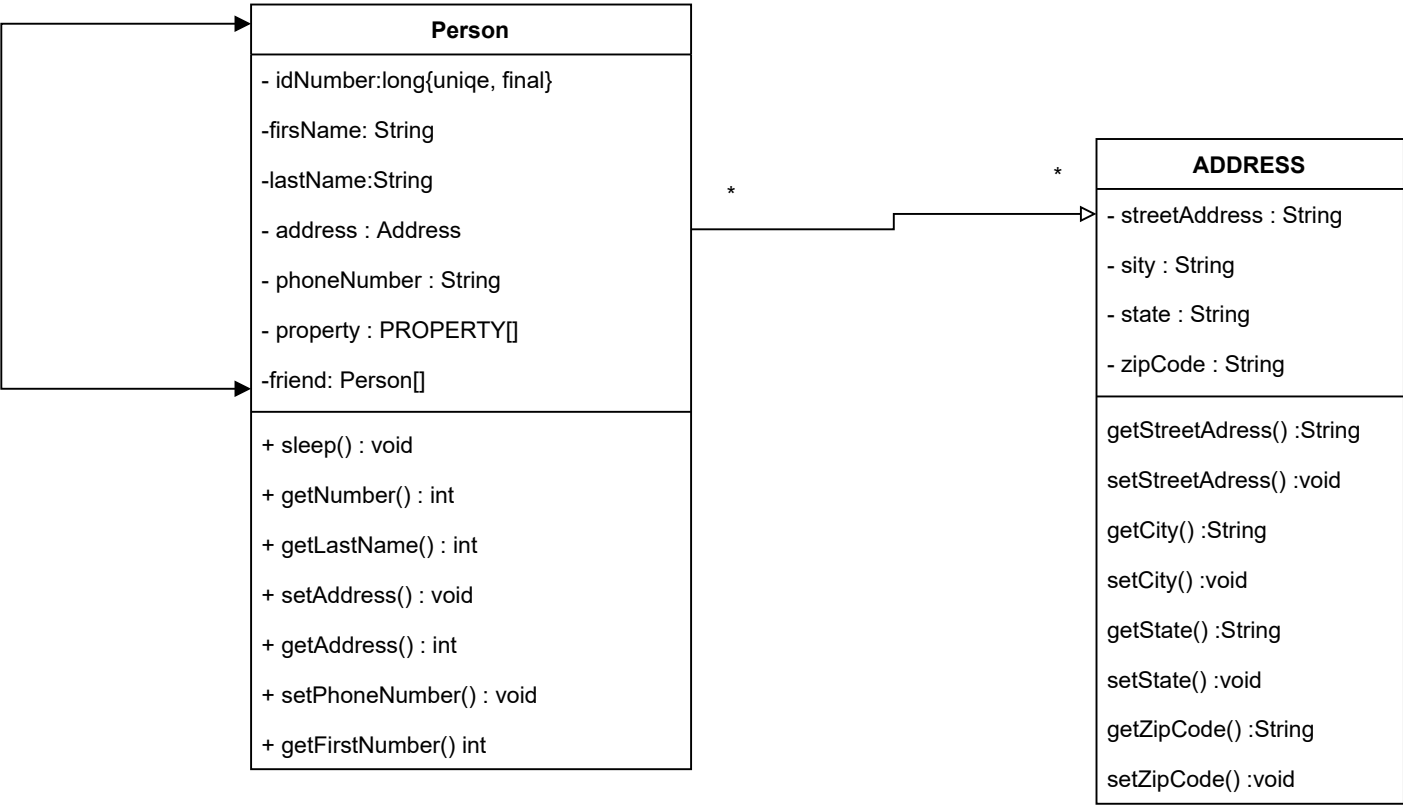 Person
- idNumber:long{uniqe, final}
-firsName: String
-lastName:String
- address : Address
- phoneNumber : String
- property : PROPERTY[]
-friend: Person[]
+ sleep() : void
+ getNumber() : int
+ getLastName() : int
+ setAddress() : void
+ getAddress() : int
+ setPhoneNumber() : void
+ getFirstNumber() int
*
*
ADDRESS
- streetAddress : String
- sity : String
- state : String
- zipCode : String
getStreetAdress() :String
setStreetAdress() :void
getCity() :String
setCity() :void
getState() :String
setState() :void
getZipCode() :String
setZipCode() :void